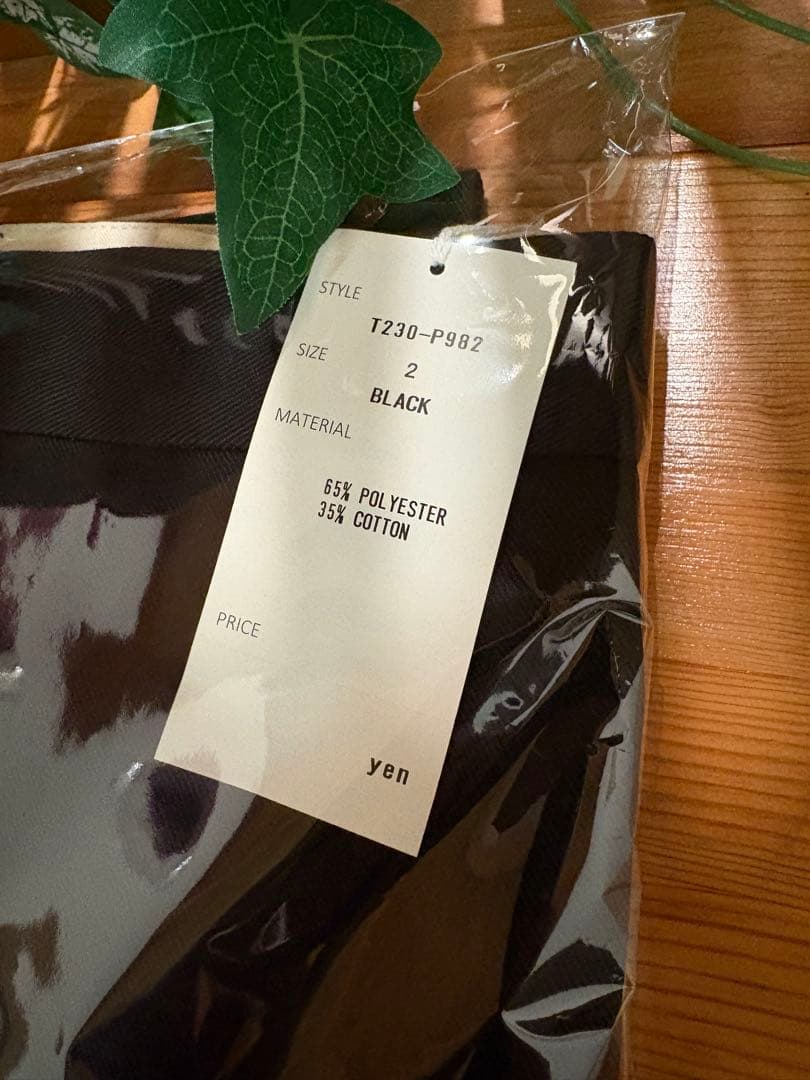 STYLE
T230-P982
SIZE
2
BLACK
MATERIAL
65% POLYESTER
35% COTTON
PRICE
yen